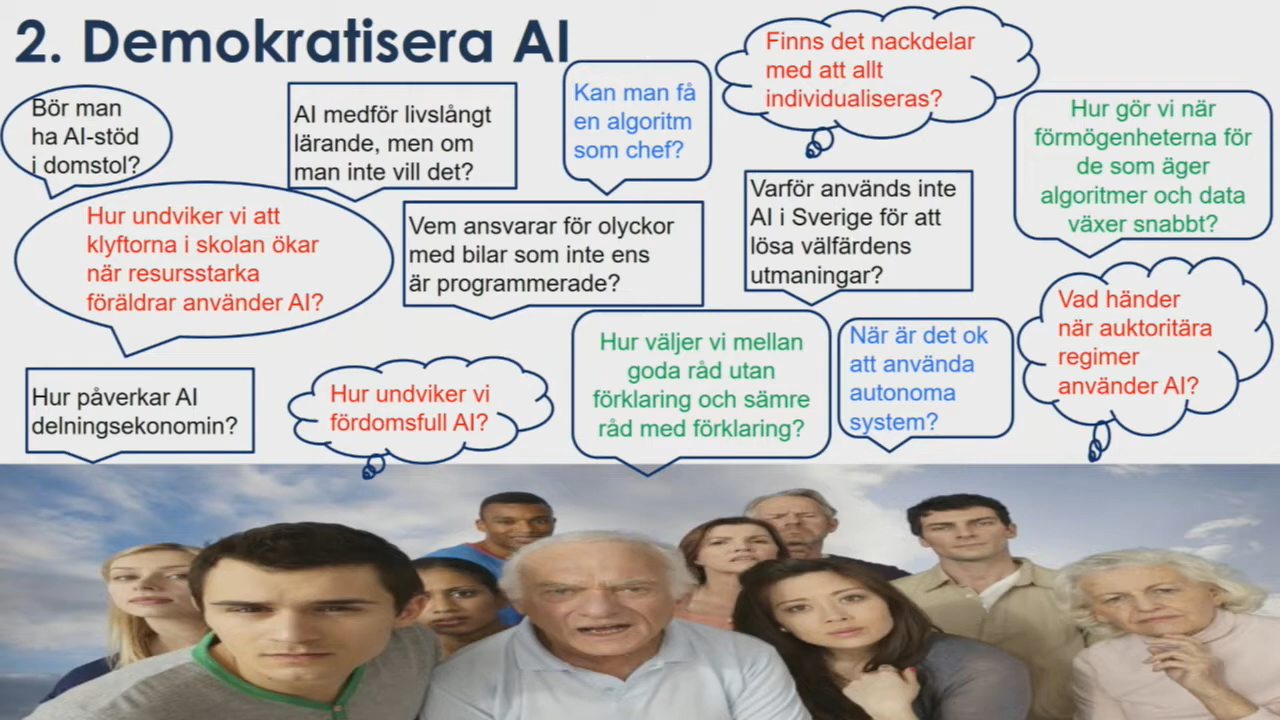 2. Demokratisera AI
Bör man
ha AI-stöd
i domstol?
AI medför livslångt
lärande, men om
man inte vill det?
Kan man få
en algoritm
som chef?
Finns det nackdelar
med att allt
individualiseras?
Hur gör vi när
förmögenheterna för
de som äger
algoritmer och data
växer snabbt?
Hur undviker vi att
klyftorna i skolan ökar
när resursstarka
föräldrar använder AI?
Vem ansvarar för olyckor
med bilar som inte ens
är programmerade?
Varför används inte
AI i Sverige för att
lösa välfärdens
utmaningar?
Hur påverkar AI
delningsekonomin?
Hur undviker vi
fördomsfull AI?
Hur väljer vi mellan
goda råd utan
förklaring och sämre
råd med förklaring?
När är det ok
att använda
autonoma
system?
Vad händer
när auktoritära
regimer
använder AI?